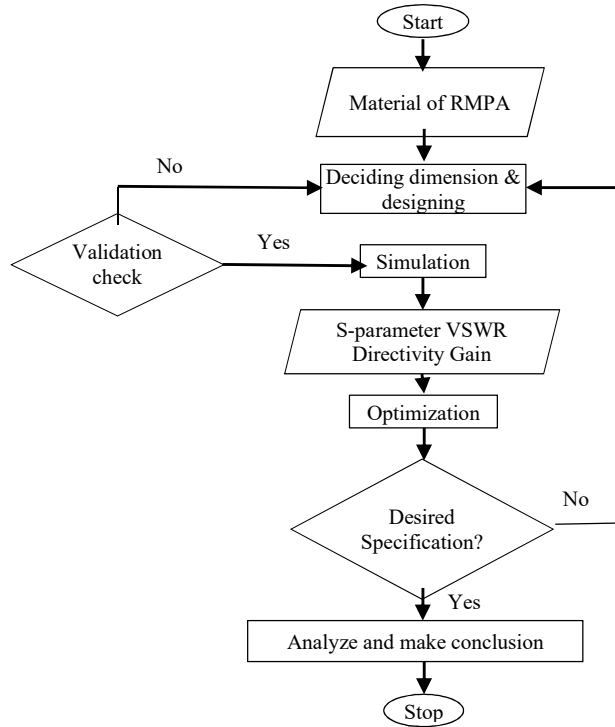 Start
Material of RMPA
No
Deciding dimension &
designing
Validation
check
Yes
Simulation
S-parameter VSWR
Directivity Gain
Optimization
Desired
Specification?
No
Yes
Analyze and make conclusion
Stop